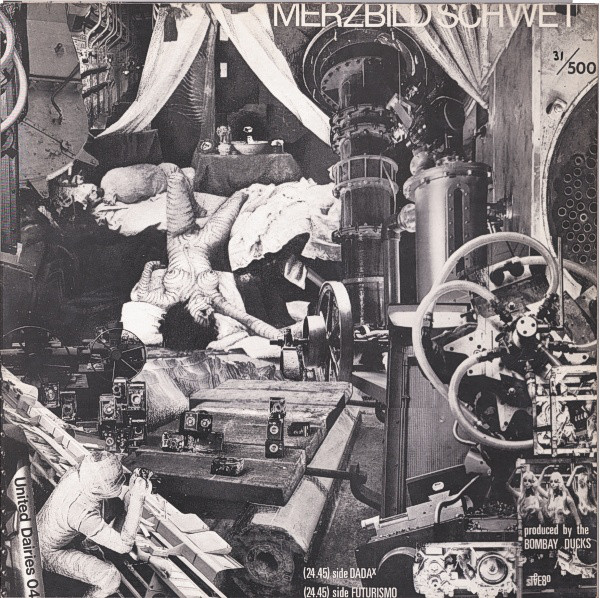 MERZBILD SCHWET
31/500
United Dairies 04
produced by the
BOMBAY DUCKS
STEREO
(24.45) side DADAX
(24.45) side FUTURISMO